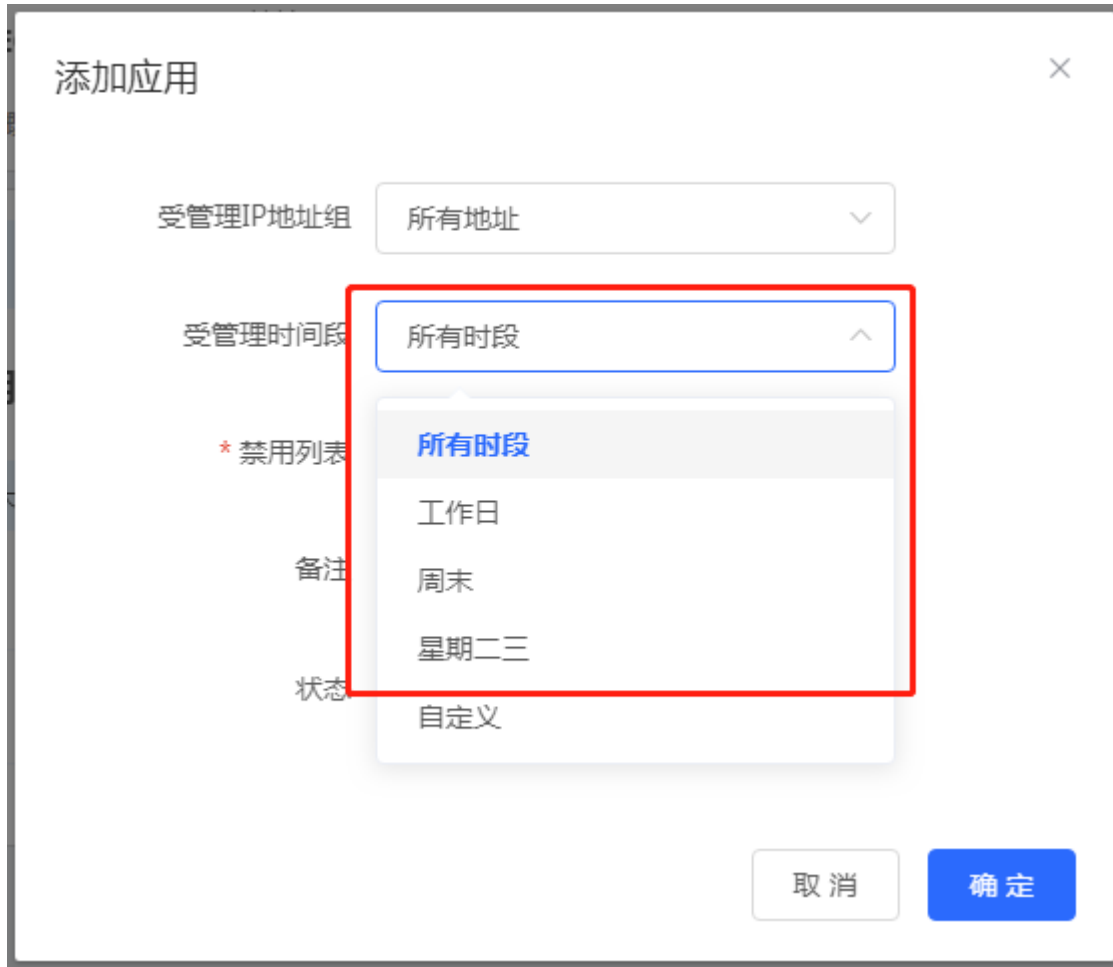 添加应用
受管理IP地址组 所有地址
受管理时间段 所有时段
所有时段
* 禁用列表
工作日
备注
周末
星期二三
状态
自定义
取 消 确 定